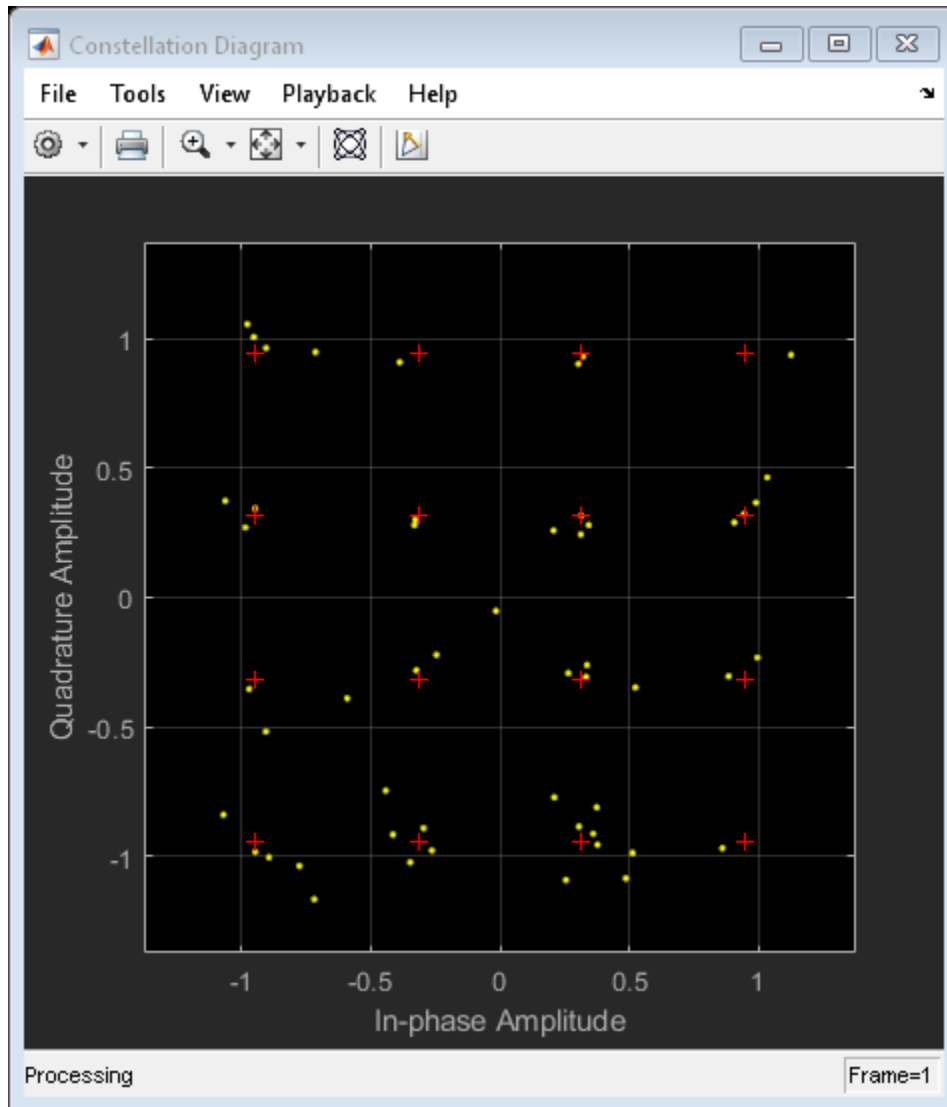 Constellation Diagram
File Tools View Playback Help
1
0.5
0
-0.5
-1
Quadrature Amplitude
-1 -0.5 0 0.5 1
In-phase Amplitude
Processing Frame=1